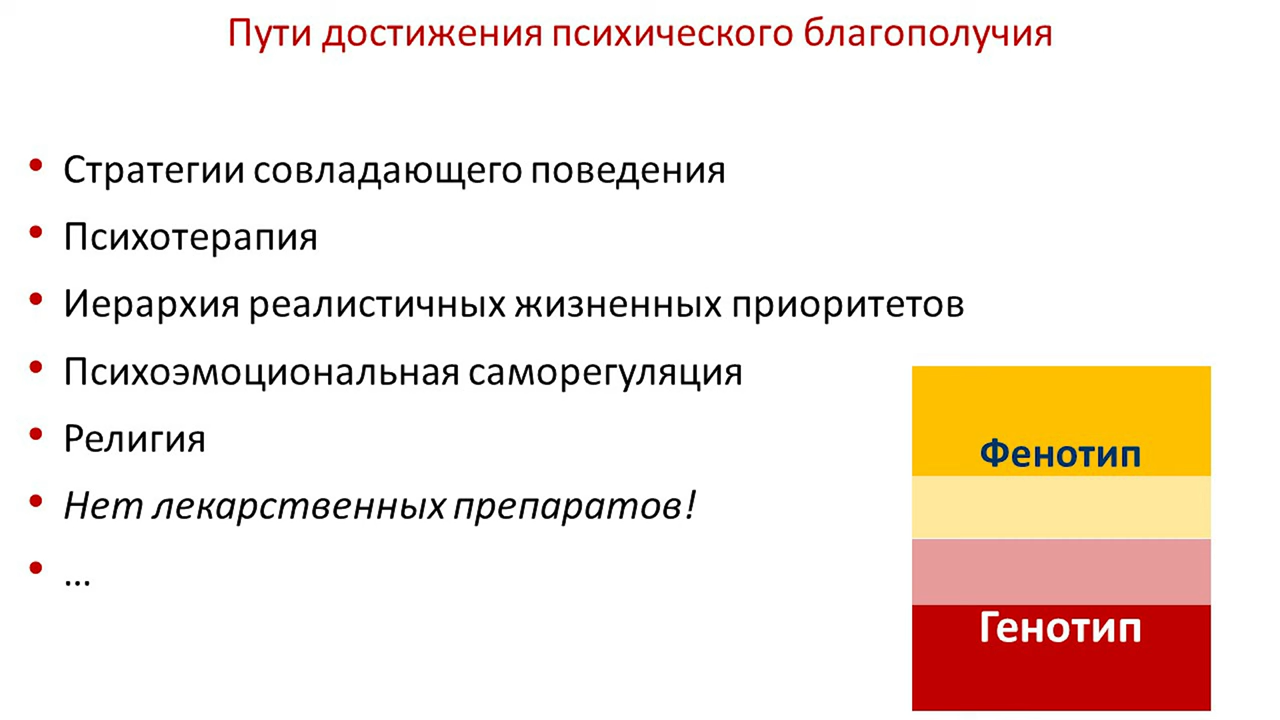 Пути достижения психического благополучия
• Стратегии совладающего поведения
• Психотерапия
• Иерархия реалистичных жизненных приоритетов
• Психоэмоциональная саморегуляция
• Религия
• Нет лекарственных препаратов!
• ...
Фенотип
Генотип